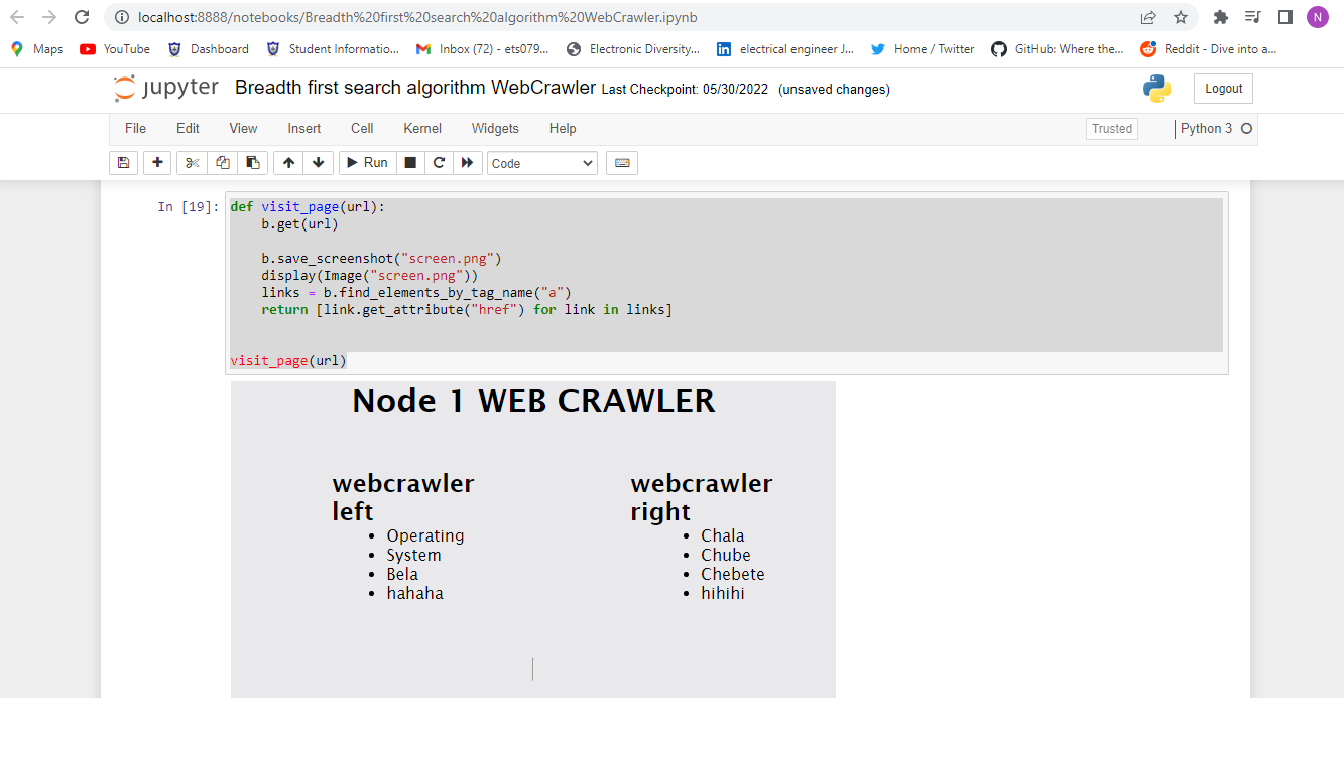 localhost:8888/notebooks/Breadth%20first%20search%20algorithm%20WebCrawler.ipynb
N
Maps YouTube Dashboard Student Informatio... Inbox (72) - ets079... Electronic Diversity... electrical engineer J... Home / Twitter GitHub: Where the... Reddit - Dive into a...
jupyter Breadth first search algorithm WebCrawler Last Checkpoint: 05/30/2022 (unsaved changes) Logout
File Edit View Insert Cell Kernel Widgets Help Trusted Python 3
Run Code
In [19]: def visit_page(url):
b.get(url)
b.save_screenshot("screen.png")
display(Image("screen.png"))
links = b.find_elements_by_tag_name("a")
return [link.get_attribute("href") for link in links]
visit_page(url)
Node 1 WEB CRAWLER
webcrawler
left
• Operating
• System
• Bela
• hahaha
webcrawler
right
• Chala
• Chube
• Chebete
• hihihi